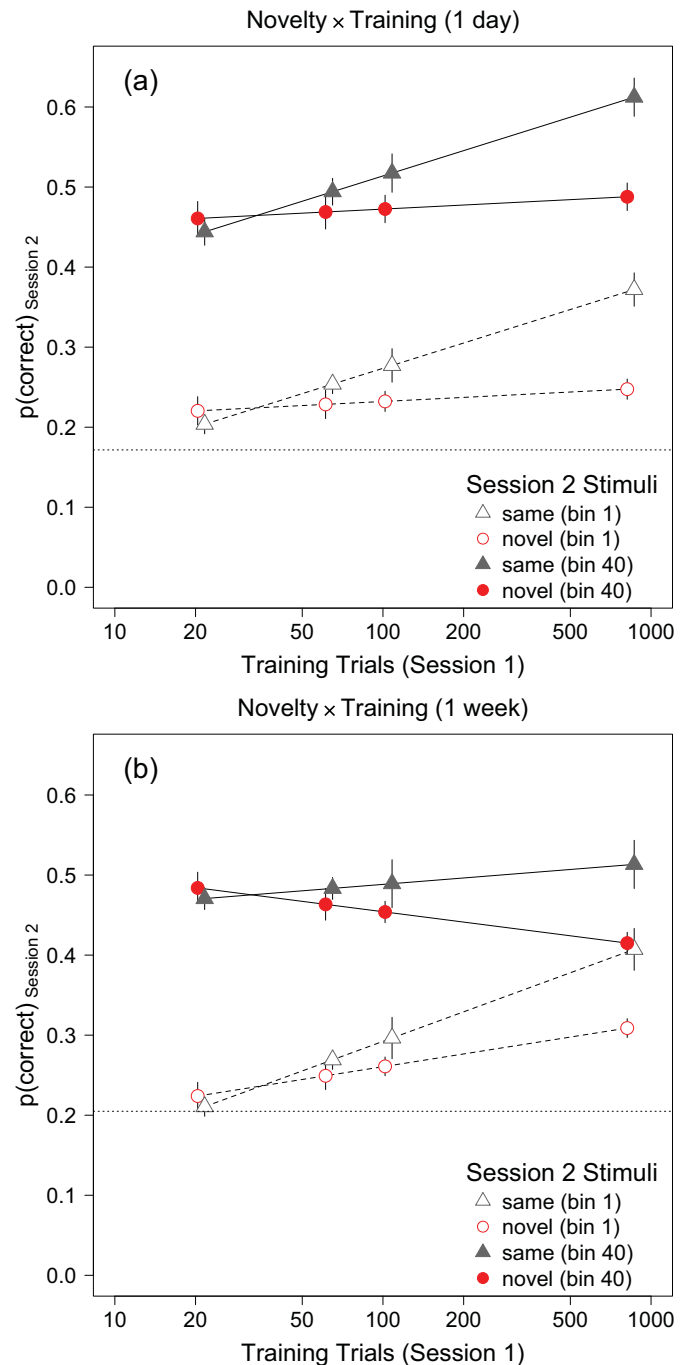 Novelty × Training (1 day)
(a)
0.6
0.5
0.4
0.3
0.2
0.1
0.0
p(correct) Session 2
Session 2 Stimuli
same (bin 1)
novel (bin 1)
same (bin 40)
novel (bin 40)
10 20 50 100 200 500 1000
Training Trials (Session 1)
Novelty × Training (1 week)
(b)
0.6
0.5
0.4
0.3
0.2
0.1
0.0
p(correct) Session 2
Session 2 Stimuli
same (bin 1)
novel (bin 1)
same (bin 40)
novel (bin 40)
10 20 50 100 200 500 1000
Training Trials (Session 1)